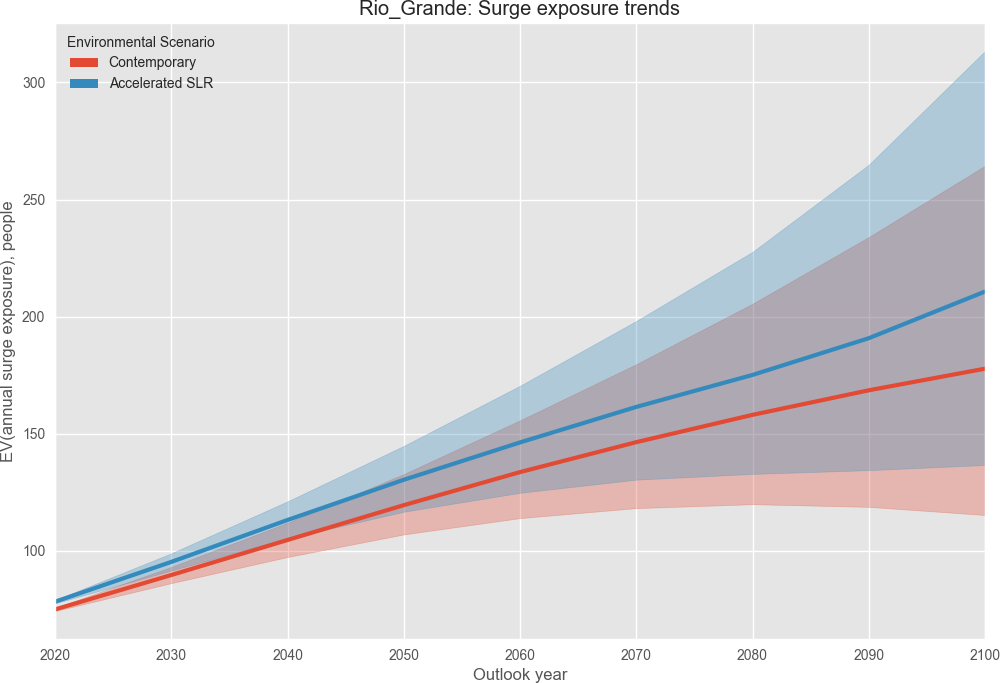 Rio_Grande: Surge exposure trends
Environmental Scenario
Contemporary
Accelerated SLR
EV(annual surge exposure), people
300
250
200
150
100
2020 2030 2040 2050 2060 2070 2080 2090 2100
Outlook year